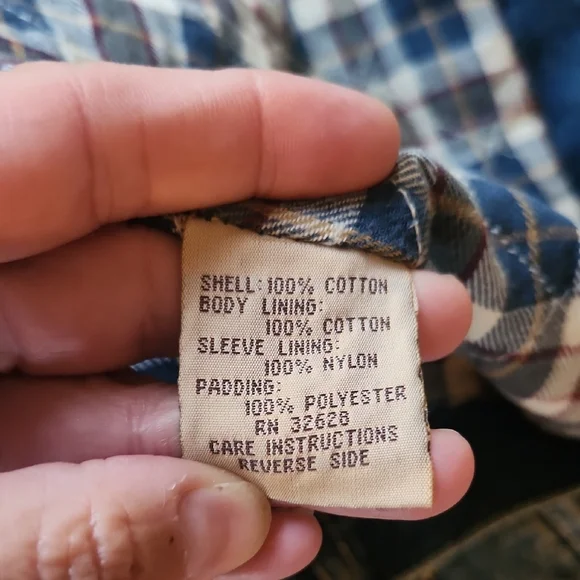 SHELL: 100% COTTON
BODY LINING:
100% COTTON
SLEEVE LINING:
100% NYLON
PADDING:
100% POLYESTER
RN 32628
CARE INSTRUCTIONS
REVERSE SIDE